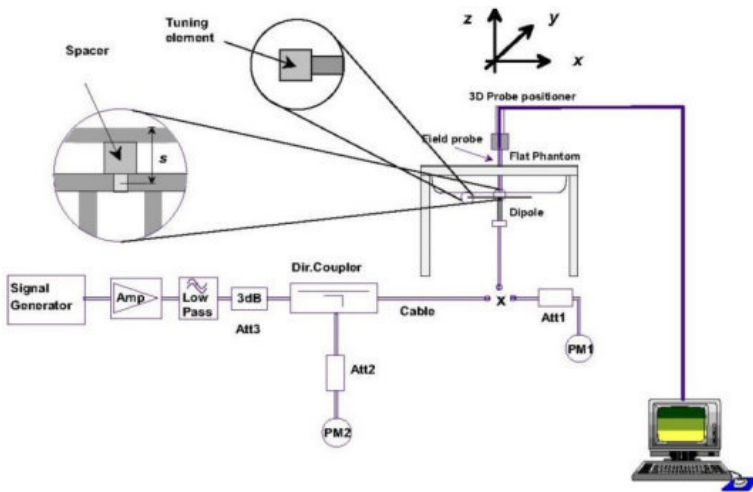 Tuning
element
Spacer
s
z
y
x
3D Probe positioner
Field probe
Flat Phantom
Dipole
Signal
Generator
Amp
Low
Pass
3dB
Att3
Dir.Coupler
Cable
x
Att1
PM1
Att2
PM2